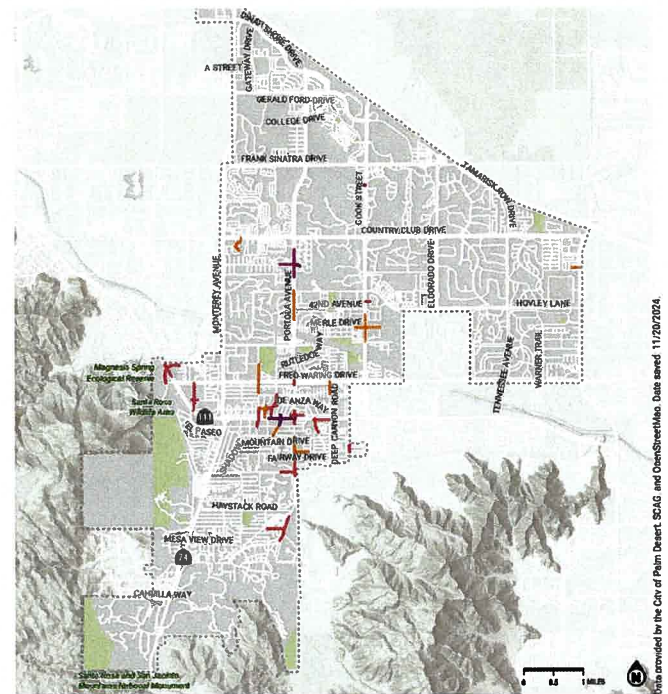 DINAH SHORE DRIVE
GATEWAY DRIVE
A STREET
GERALD FORD DRIVE
COLLEGE DRIVE
FRANK SINATRA DRIVE
TAMARISK ROW DRIVE
COOK STREET
COUNTRY CLUB DRIVE
MONTEREY AVENUE
PORTOLA AVENUE
ELDORADO DRIVE
42ND AVENUE
HOVLEY LANE
MERLE DRIVE
RUTLEDGE WAY
TENNESSEE AVENUE
WARNER TRAIL
Magnesia Spring
Ecological Reserve
FRED WARING DRIVE
Santa Rosa
Wildlife Area
DE ANZA WAY
DEEP CANYON ROAD
111
EL PASEO
MOUNTAIN DRIVE
FAIRWAY DRIVE
HAYSTACK ROAD
MESA VIEW DRIVE
74
CAHUILLA WAY
Santa Rosa and San Jacinto
Mountains National Monument
0 0.5 1 MILES
N
provided by the City of Palm Desert, SCAG, and OpenStreetMap. Date saved 11/20/2024